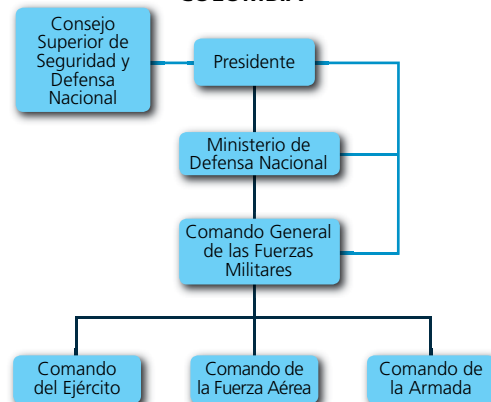 COLOMBIA
Consejo
Superior de
Seguridad y
Defensa
Nacional
Presidente
Ministerio de
Defensa Nacional
Comando General
de las Fuerzas
Militares
Comando
del Ejército
Comando de
la Fuerza Aérea
Comando de
la Armada